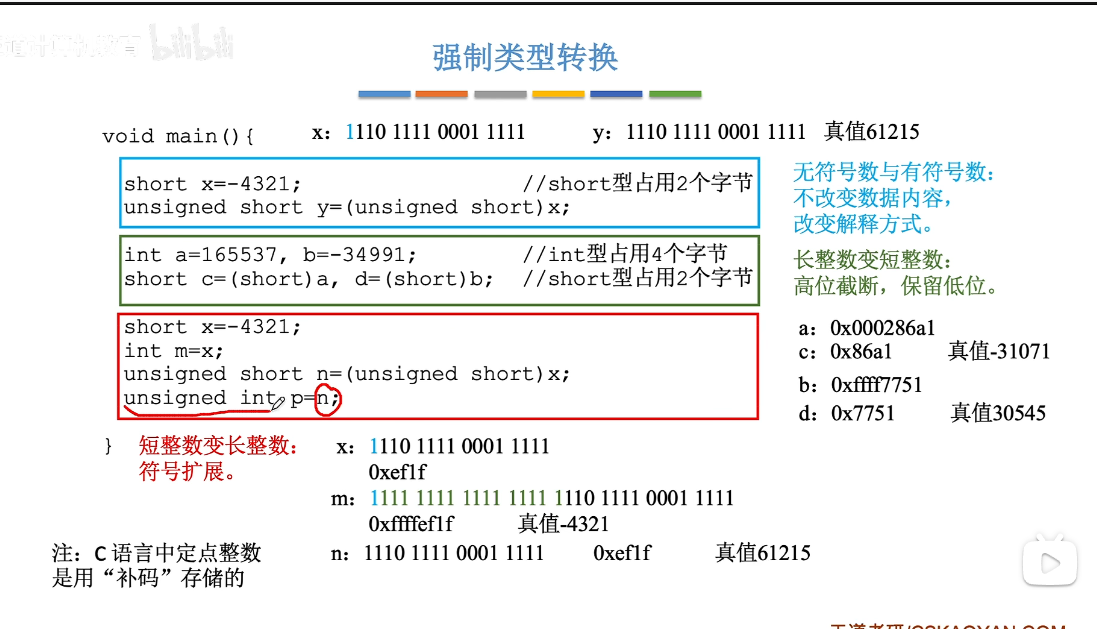 bilibili
强制类型转换
void main(){
x：1110 1111 0001 1111
y：1110 1111 0001 1111 真值61215
short x=-4321; //short型占用2个字节
unsigned short y=(unsigned short)x;
无符号数与有符号数：
不改变数据内容，
改变解释方式。
int a=165537, b=-34991; //int型占用4个字节
short c=(short)a, d=(short)b; //short型占用2个字节
长整数变短整数：
高位截断，保留低位。
short x=-4321;
int m=x;
unsigned short n=(unsigned short)x;
unsigned int p=n;
a：0x000286a1
c：0x86a1 真值-31071
b：0xffff7751
d：0x7751 真值30545
}
短整数变长整数：
符号扩展。
x：1110 1111 0001 1111
0xef1f
m：1111 1111 1111 1111 1110 1111 0001 1111
0xffffef1f 真值-4321
n：1110 1111 0001 1111 0xef1f 真值61215
注：C 语言中定点整数
是用“补码”存储的